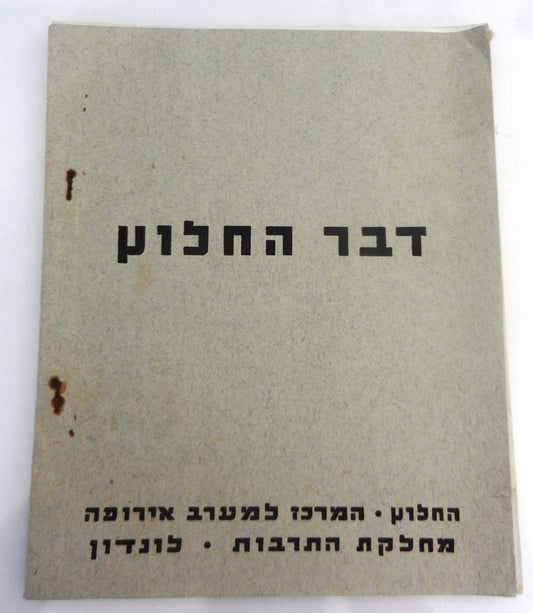 דבר החלוץ
החלוץ · המרכז למערב אירופה
מחלקת התרבות · לונדון